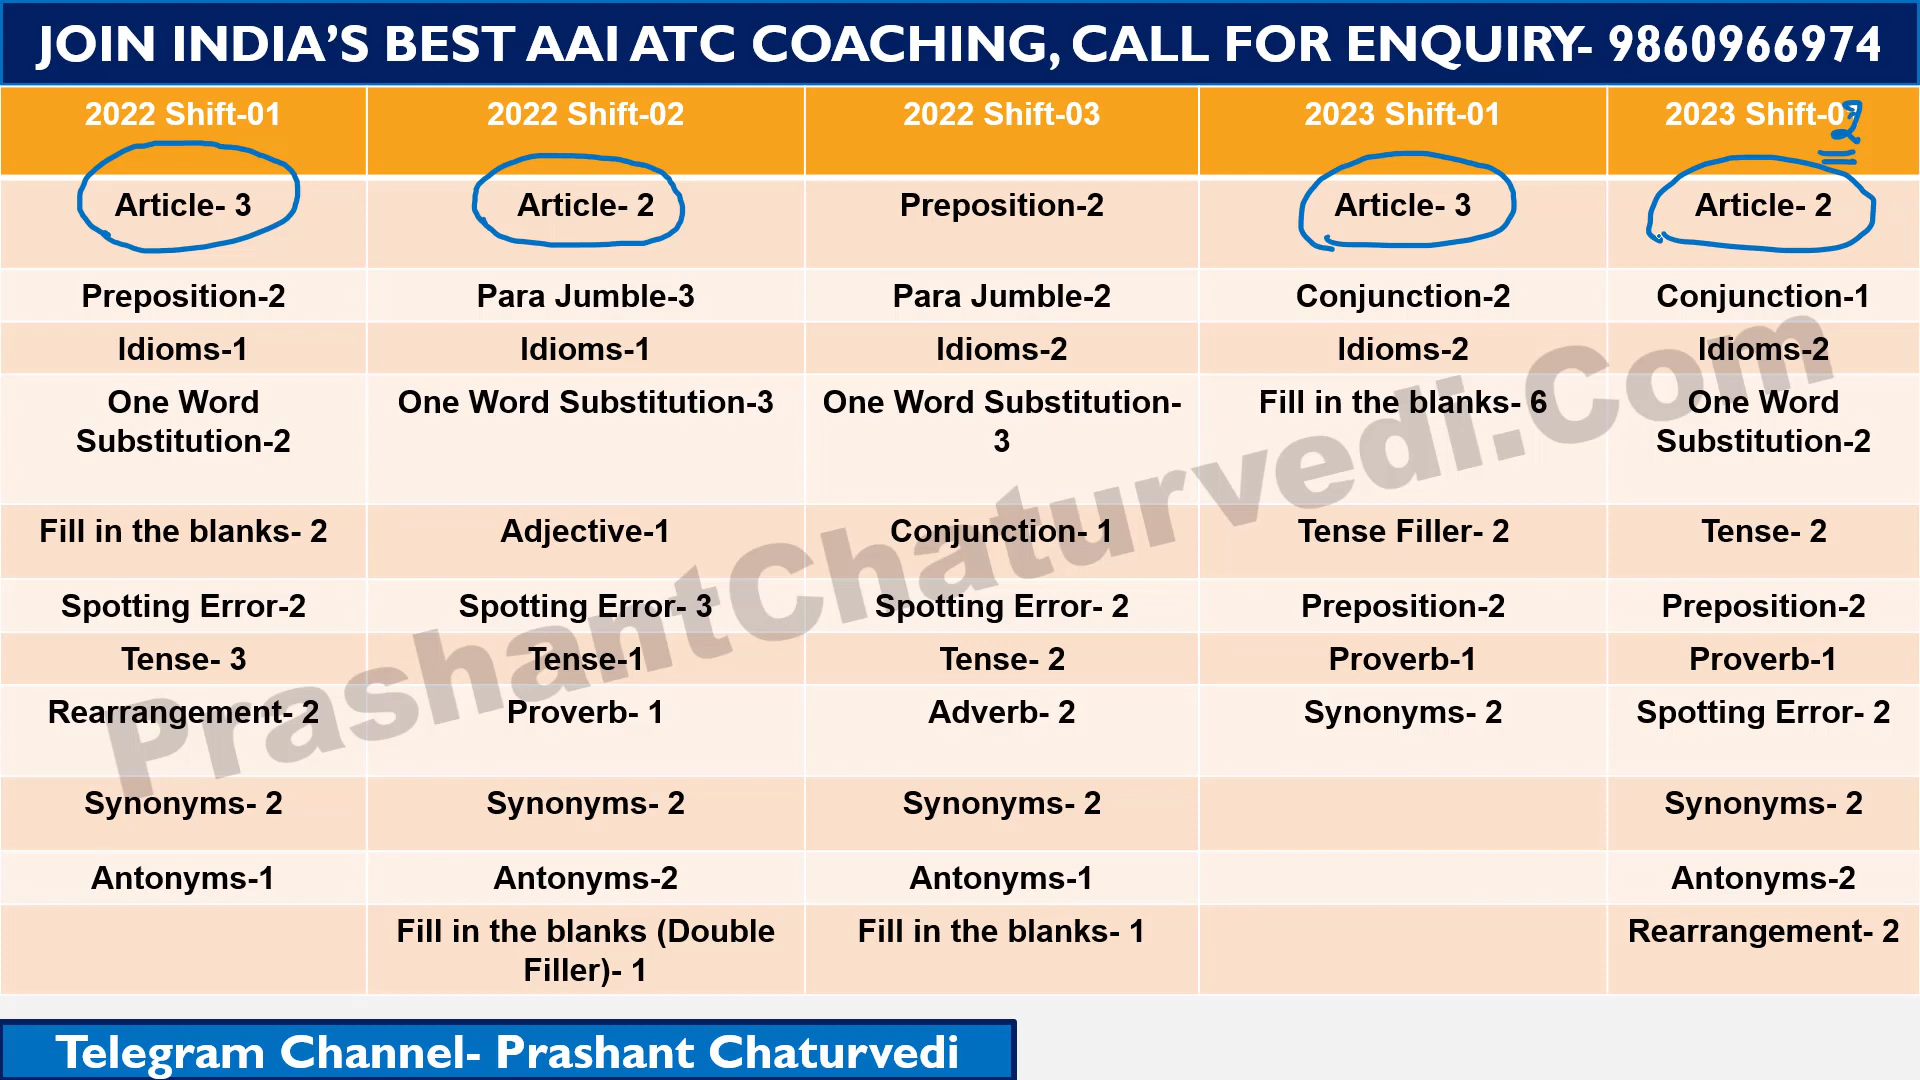 JOIN INDIA'S BEST AAI ATC COACHING, CALL FOR ENQUIRY- 9860966974
2022 Shift-01 2022 Shift-02 2022 Shift-03 2023 Shift-01 2023 Shift-02
Article- 3 Article- 2 Preposition-2 Article- 3 Article- 2
Preposition-2 Para Jumble-3 Para Jumble-2 Conjunction-2 Conjunction-1
Idioms-1 Idioms-1 Idioms-2 Idioms-2 Idioms-2
One Word One Word Substitution-3 One Word Substitution- Fill in the blanks- 6 One Word
Substitution-2 3 Substitution-2
Fill in the blanks- 2 Adjective-1 Conjunction- 1 Tense Filler- 2 Tense- 2
Spotting Error-2 Spotting Error- 3 Spotting Error- 2 Preposition-2 Preposition-2
Tense- 3 Tense-1 Tense- 2 Proverb-1 Proverb-1
Rearrangement- 2 Proverb- 1 Adverb- 2 Synonyms- 2 Spotting Error- 2
Synonyms- 2 Synonyms- 2 Synonyms- 2 Synonyms- 2
Antonyms-1 Antonyms-2 Antonyms-1 Antonyms-2
Fill in the blanks (Double Fill in the blanks- 1 Rearrangement- 2
Filler)- 1
PrashantChaturvedi.Com
Telegram Channel- Prashant Chaturvedi